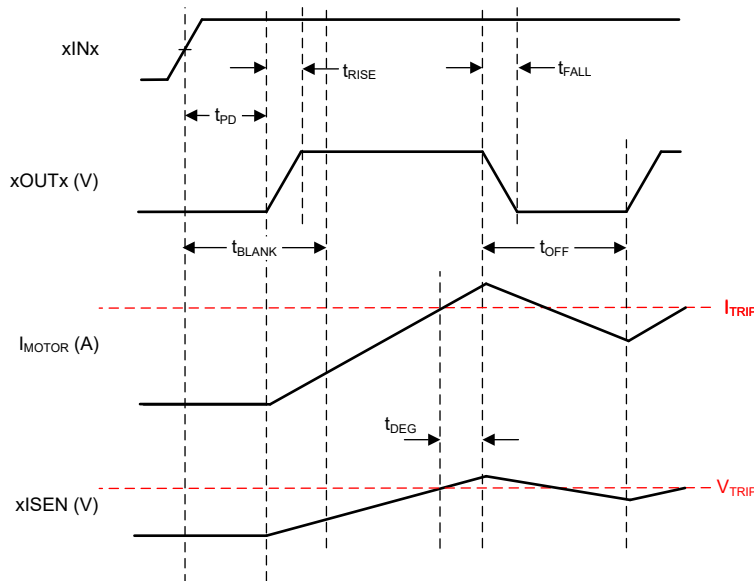 xINx
tRISE
tFALL
tPD
xOUTx (V)
tBLANK
tOFF
ITRIP
IMOTOR (A)
tDEG
VTRIP
xISEN (V)